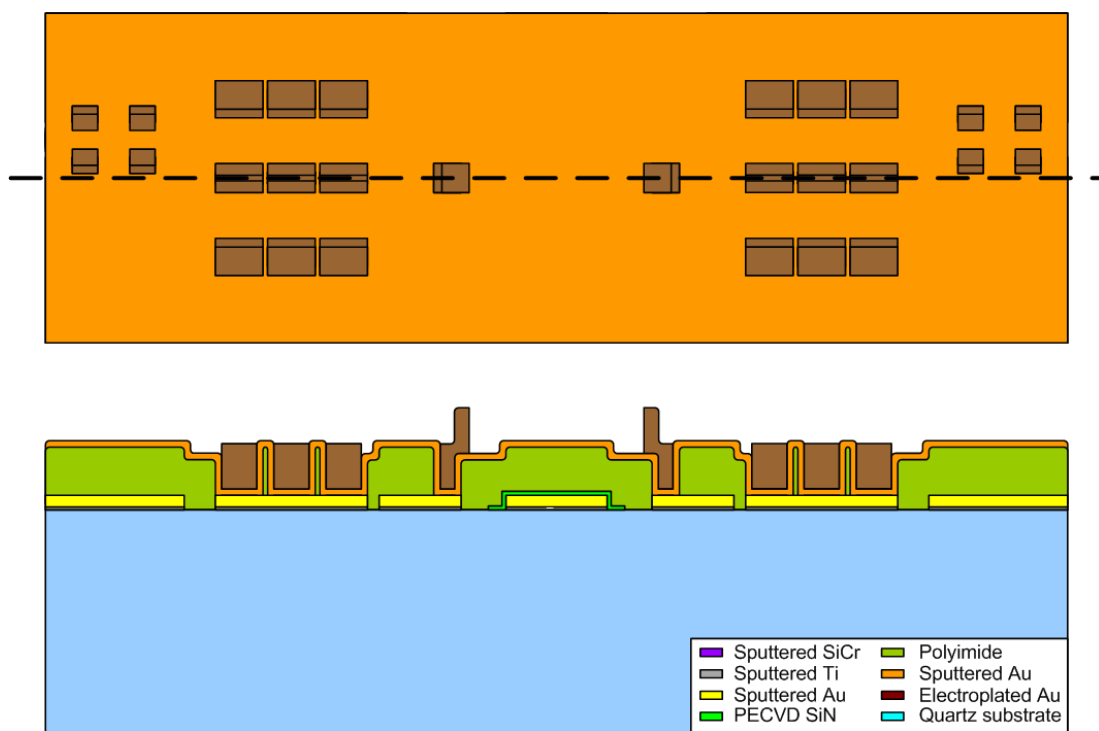 Sputtered SiCr
Sputtered Ti
Sputtered Au
PECVD SiN
Polyimide
Sputtered Au
Electroplated Au
Quartz substrate